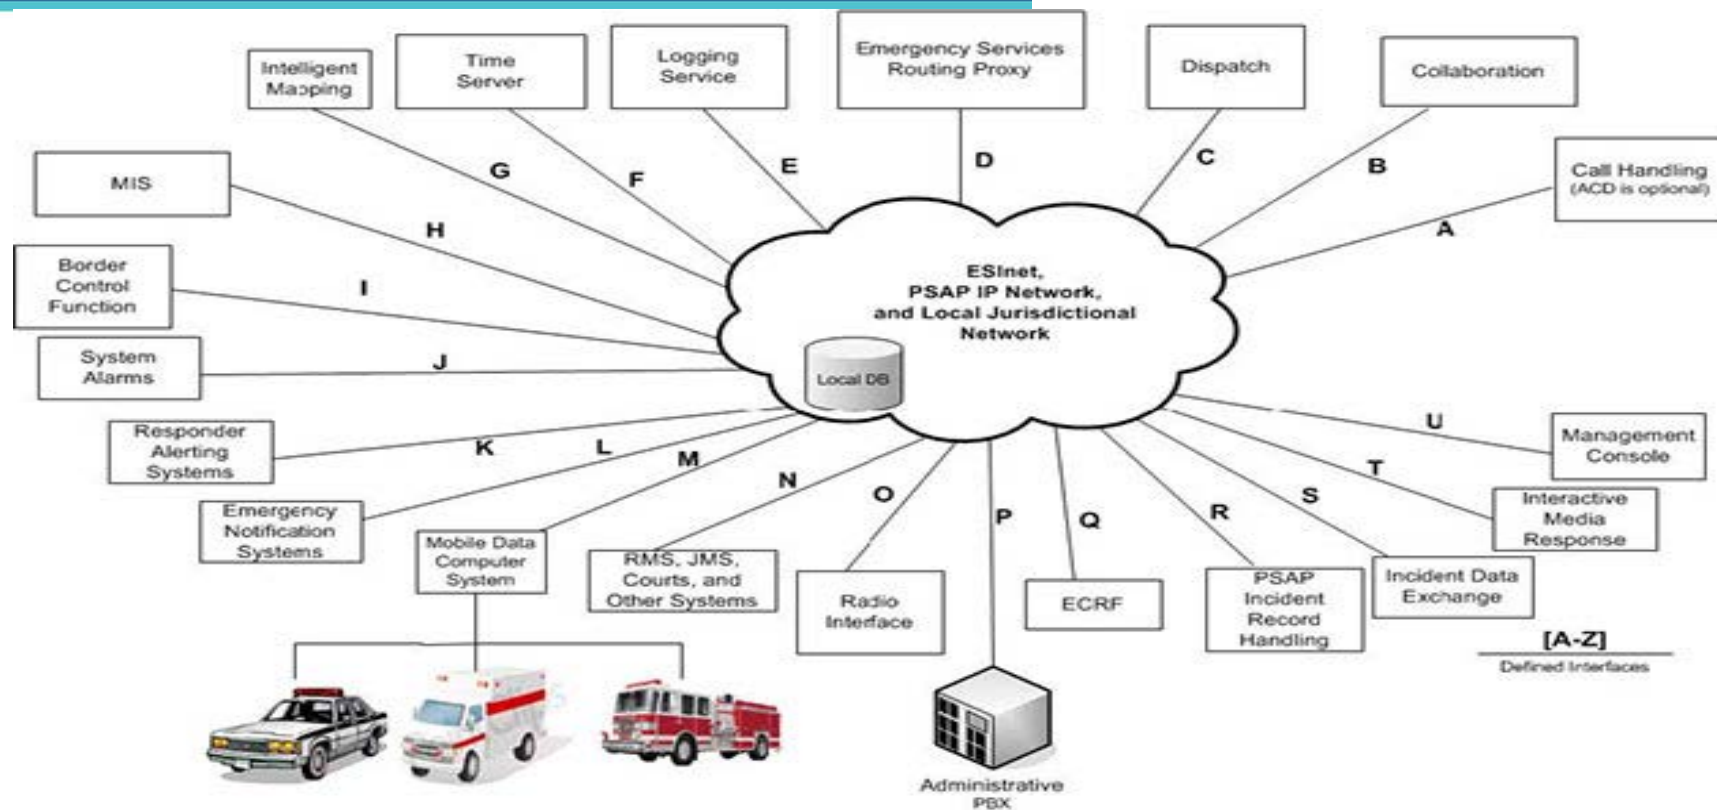 Intelligent
Mapping
Time
Server
Logging
Service
Emergency Services
Routing Proxy
Dispatch
Collaboration
Call Handling
(ACD is optional)
MIS
Border
Control
Function
System
Alarms
Responder
Alerting
Systems
Emergency
Notification
Systems
Mobile Data
Computer
System
RMS, JMS,
Courts, and
Other Systems
Radio
Interface
Administrative
PBX
ECRF
PSAP
Incident
Record
Handling
Incident Data
Exchange
Interactive
Media
Response
Management
Console
G
F
E
D
C
B
A
H
I
J
K
L
M
N
O
P
Q
R
S
T
U
ESInet,
PSAP IP Network,
and Local Jurisdictional
Network
Local DB
[A-Z]
Defined Interfaces